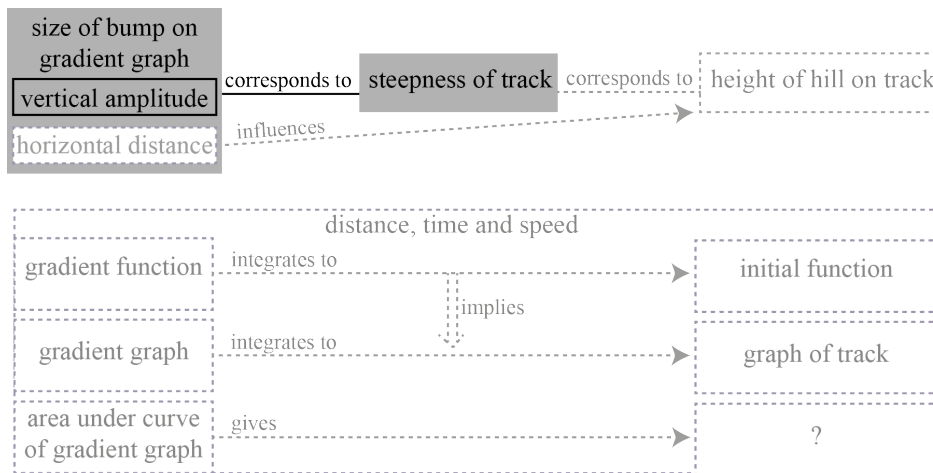 size of bump on
gradient graph
vertical amplitude
horizontal distance
corresponds to
steepness of track
corresponds to
height of hill on track
influences
distance, time and speed
gradient function
integrates to
initial function
implies
gradient graph
integrates to
graph of track
area under curve
of gradient graph
gives
?